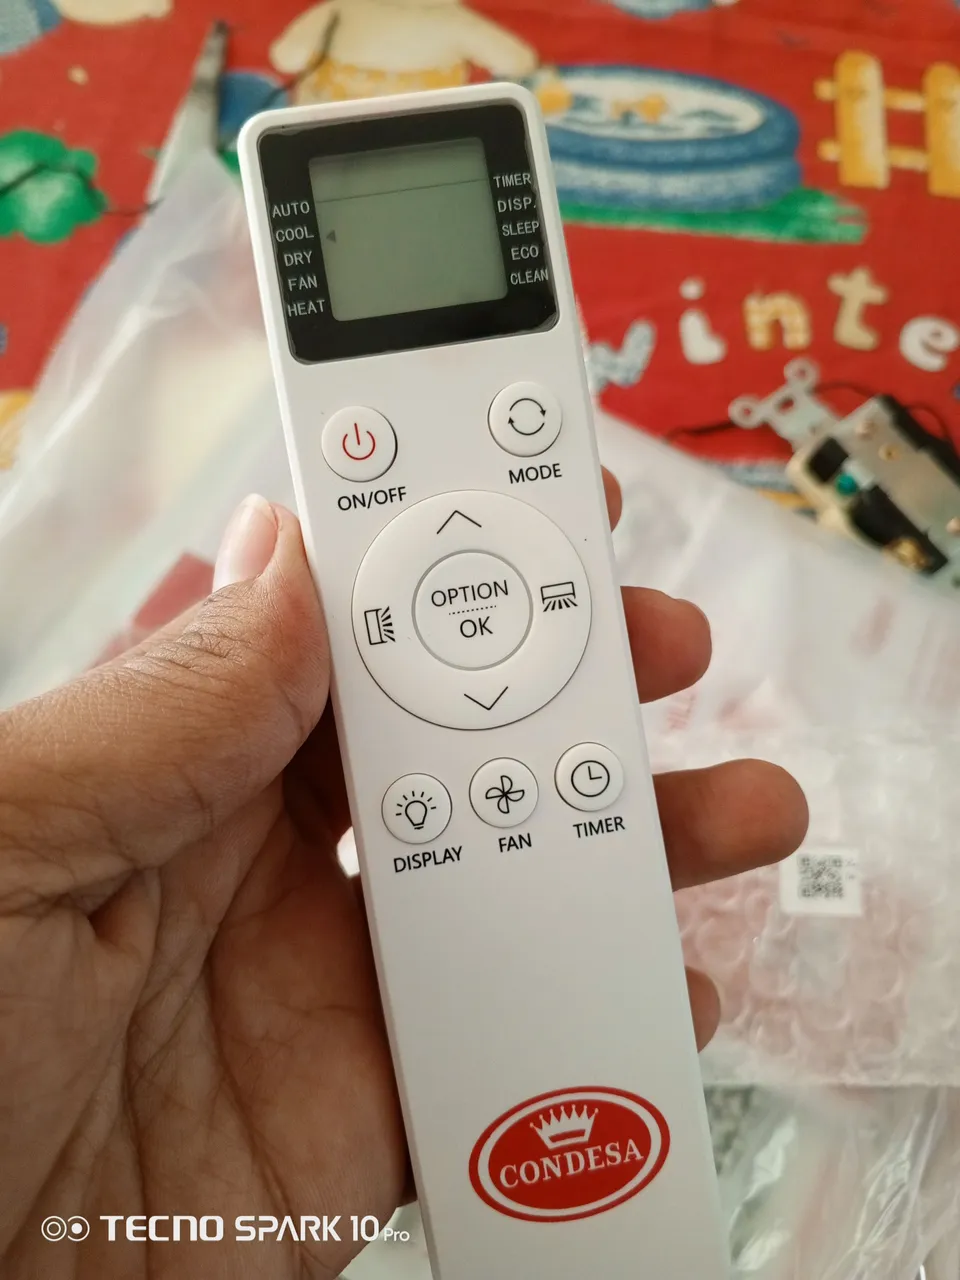 AUTO
COOL
DRY
FAN
HEAT
TIMER
DISP.
SLEEP
ECO
CLEAN
winte
ON/OFF
MODE
OPTION
OK
DISPLAY
FAN
TIMER
CONDESA
TECNO SPARK 10 Pro